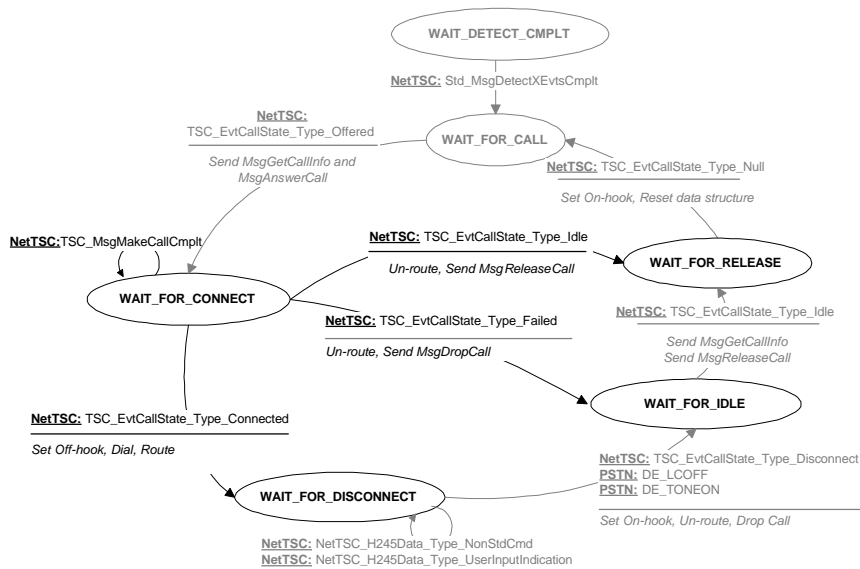 WAIT_DETECT_CMPLT
NetTSC: Std_MsgDetectXEvtsCmplt
NetTSC:
TSC_EvtCallState_Type_Offered
Send MsgGetCallInfo and
MsgAnswerCall
WAIT_FOR_CALL
NetTSC: TSC_EvtCallState_Type_Null
Set On-hook, Reset data structure
NetTSC:TSC_MsgMakeCallCmplt
NetTSC: TSC_EvtCallState_Type_Idle
Un-route, Send MsgReleaseCall
WAIT_FOR_RELEASE
WAIT_FOR_CONNECT
NetTSC: TSC_EvtCallState_Type_Failed
Un-route, Send MsgDropCall
NetTSC: TSC_EvtCallState_Type_Idle
Send MsgGetCallInfo
Send MsgReleaseCall
WAIT_FOR_IDLE
NetTSC: TSC_EvtCallState_Type_Connected
Set Off-hook, Dial, Route
NetTSC: TSC_EvtCallState_Type_Disconnect
PSTN: DE_LCOFF
PSTN: DE_TONEON
Set On-hook, Un-route, Drop Call
WAIT_FOR_DISCONNECT
NetTSC: NetTSC_H245Data_Type_NonStdCmd
NetTSC: NetTSC_H245Data_Type_UserInputIndication